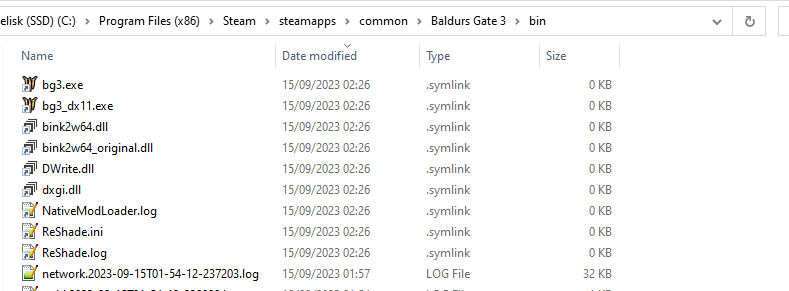 elisk (SSD) (C:) > Program Files (x86) > Steam > steamapps > common > Baldurs Gate 3 > bin
Name Date modified Type Size
bg3.exe 15/09/2023 02:26 .symlink 0 KB
bg3_dx11.exe 15/09/2023 02:26 .symlink 0 KB
bink2w64.dll 15/09/2023 02:26 .symlink 0 KB
bink2w64_original.dll 15/09/2023 02:26 .symlink 0 KB
DWrite.dll 15/09/2023 02:26 .symlink 0 KB
dxgi.dll 15/09/2023 02:26 .symlink 0 KB
NativeModLoader.log 15/09/2023 02:26 .symlink 0 KB
ReShade.ini 15/09/2023 02:26 .symlink 0 KB
ReShade.log 15/09/2023 02:26 .symlink 0 KB
network.2023-09-15T01-54-12-237203.log 15/09/2023 01:57 LOG File 32 KB